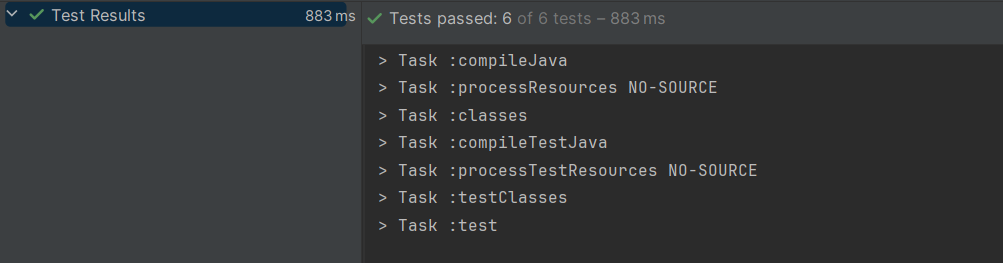 Test Results 883 ms
Tests passed: 6 of 6 tests – 883 ms
> Task :compileJava
> Task :processResources NO-SOURCE
> Task :classes
> Task :compileTestJava
> Task :processTestResources NO-SOURCE
> Task :testClasses
> Task :test